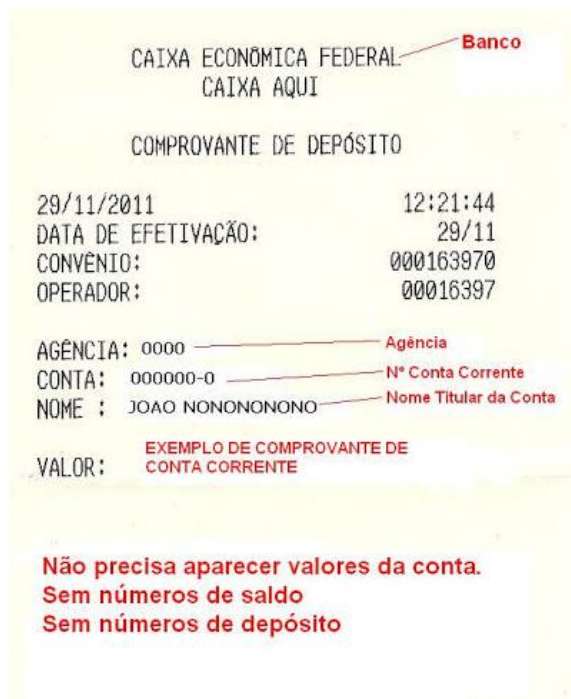 CAIXA ECONÔMICA FEDERAL Banco
CAIXA AQUI
COMPROVANTE DE DEPÓSITO
29/11/2011 12:21:44
DATA DE EFETIVAÇÃO: 29/11
CONVÊNIO: 000163970
OPERADOR: 00016397
AGÊNCIA: 0000 Agência
CONTA: 000000-0 Nº Conta Corrente
NOME : JOAO NONONONONO Nome Titular da Conta
EXEMPLO DE COMPROVANTE DE
VALOR: CONTA CORRENTE
Não precisa aparecer valores da conta.
Sem números de saldo
Sem números de depósito